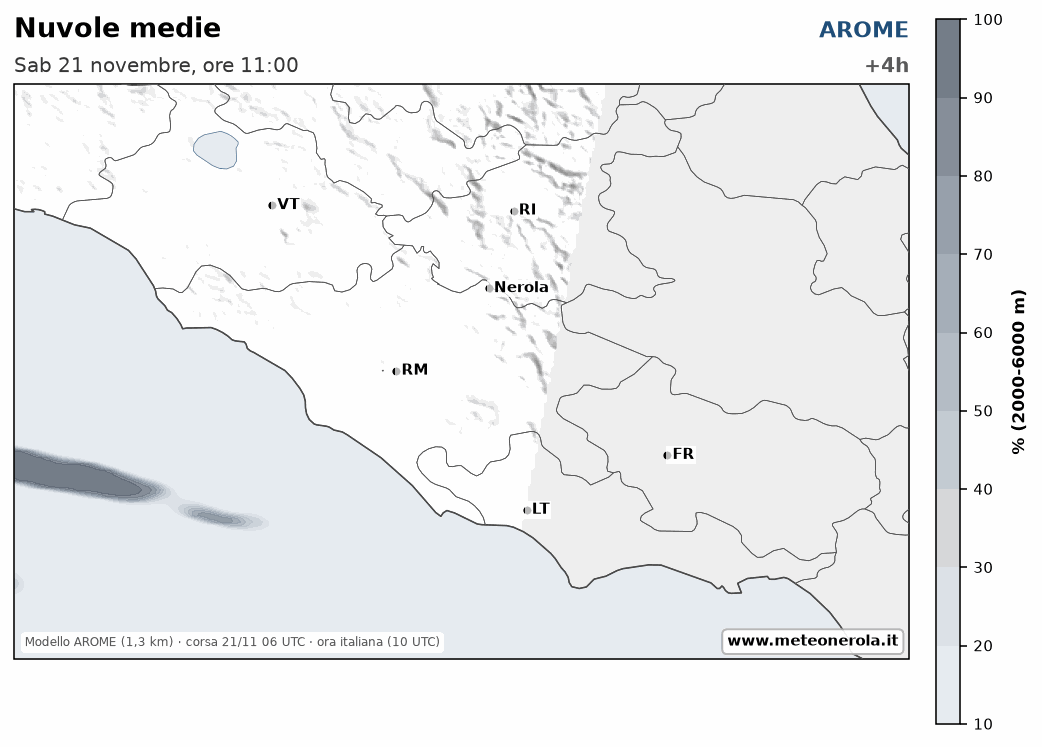 Nuvole medie
AROME
Sab 21 novembre, ore 11:00
+4h
100
90
80
70
60
50
40
30
20
10
% (2000-6000 m)
VT
RI
Nerola
RM
FR
LT
Modello AROME (1,3 km) · corsa 21/11 06 UTC · ora italiana (10 UTC)
www.meteonerola.it